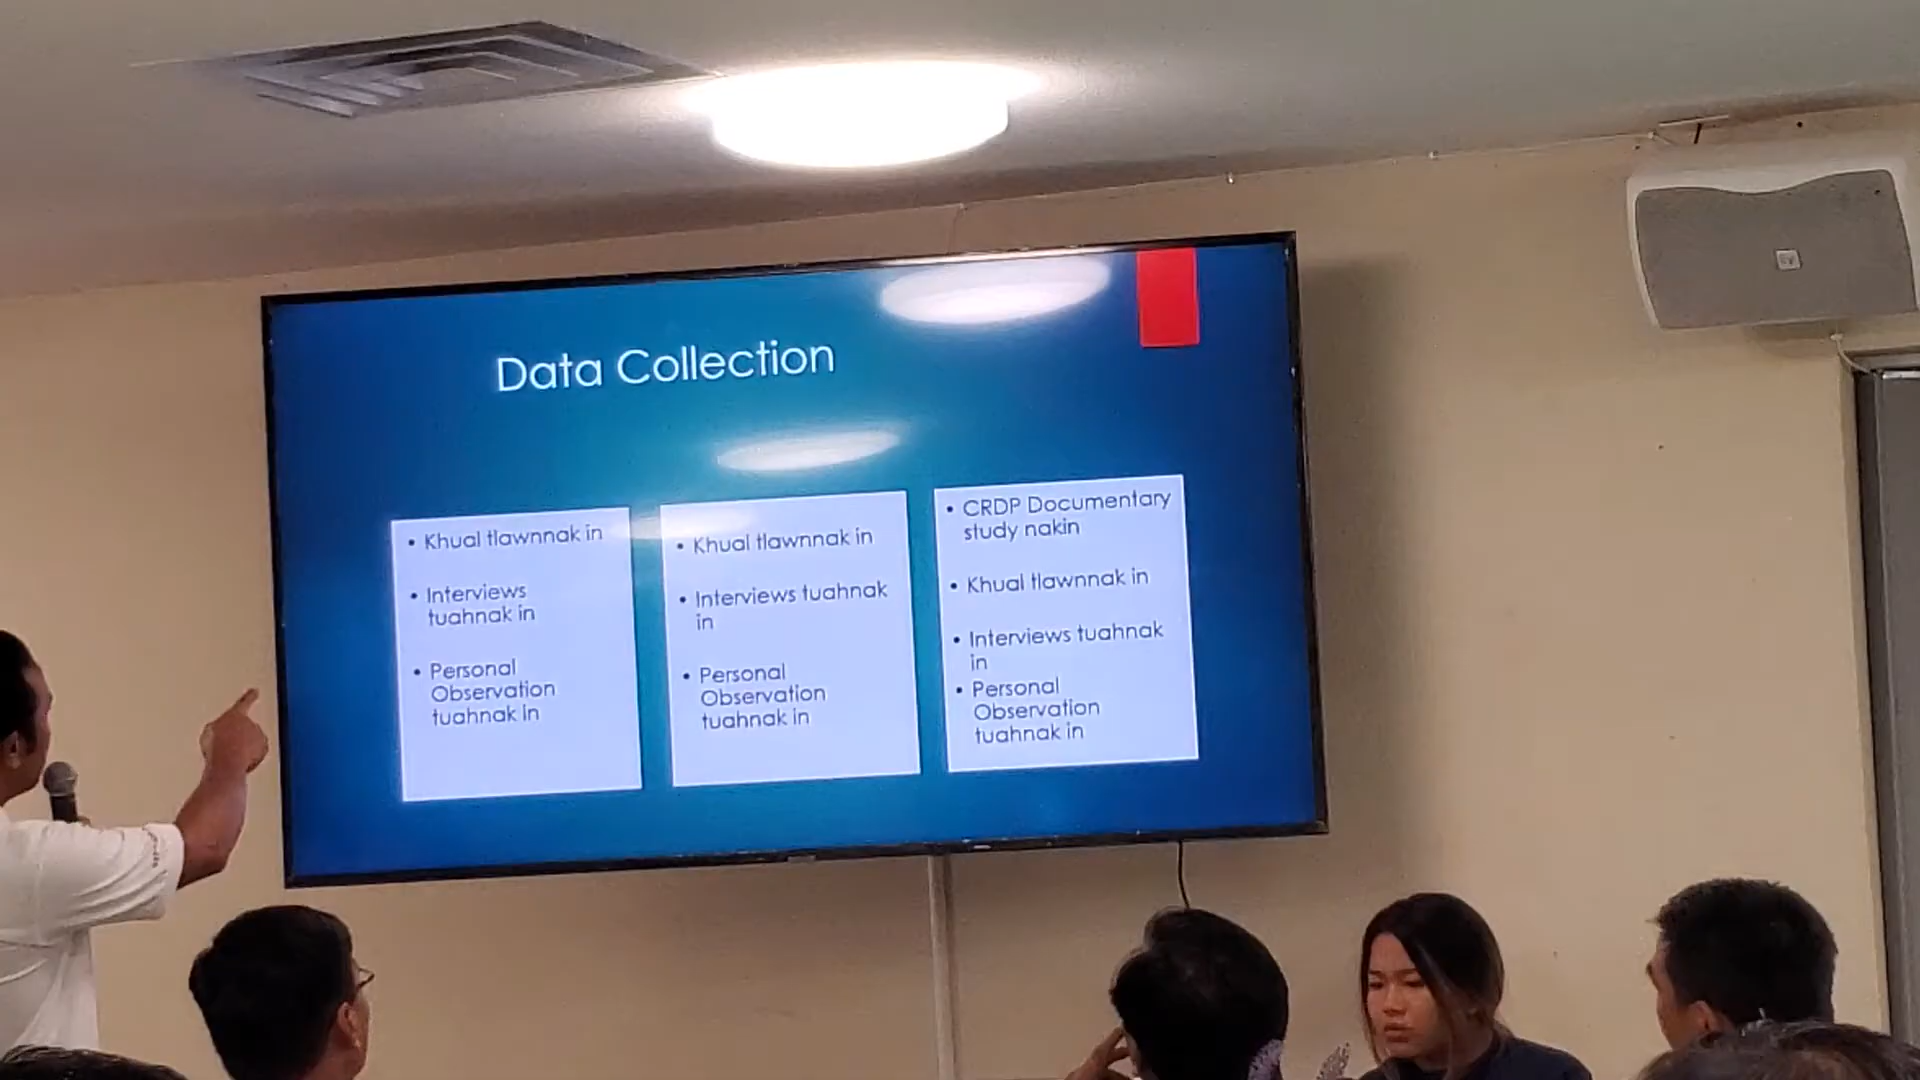 Data Collection
• Khual tlawnnak in
• Interviews
tuahnak in
• Personal
Observation
tuahnak in
• Khual tlawnnak in
• Interviews tuahnak
in
• Personal
Observation
tuahnak in
• CRDP Documentary
study nakin
• Khual tlawnnak in
• Interviews tuahnak
in
• Personal
Observation
tuahnak in